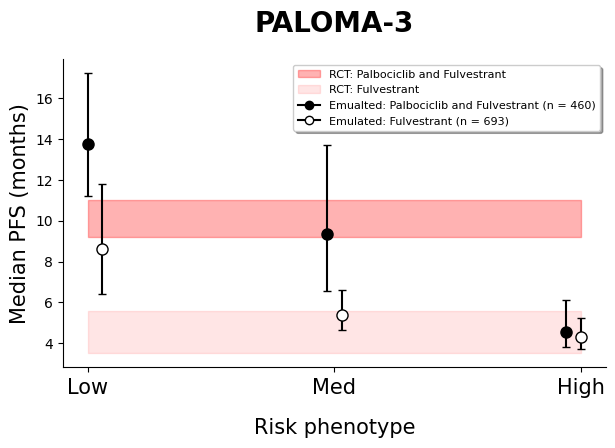 PALOMA-3
RCT: Palbociclib and Fulvestrant
RCT: Fulvestrant
Emualted: Palbociclib and Fulvestrant (n = 460)
Emulated: Fulvestrant (n = 693)
Median PFS (months)
16
14
12
10
8
6
4
Low Med High
Risk phenotype